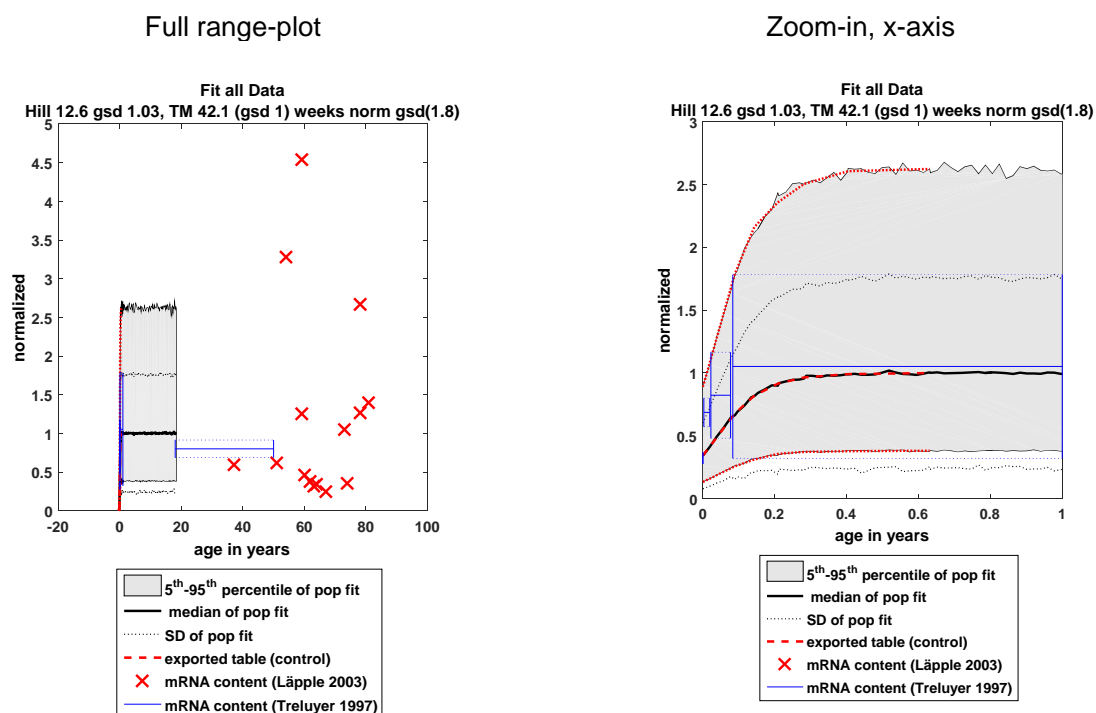 Full range-plot
Fit all Data
Hill 12.6 gsd 1.03, TM 42.1 (gsd 1) weeks norm gsd(1.8)
5
4.5
4
3.5
3
2.5
2
1.5
1
0.5
0
normalized
-20 0 20 40 60 80 100
age in years
5th-95th percentile of pop fit
median of pop fit
SD of pop fit
exported table (control)
mRNA content (Läpple 2003)
mRNA content (Treluyer 1997)
Zoom-in, x-axis
Fit all Data
Hill 12.6 gsd 1.03, TM 42.1 (gsd 1) weeks norm gsd(1.8)
3
2.5
2
1.5
1
0.5
0
normalized
0 0.2 0.4 0.6 0.8 1
age in years
5th-95th percentile of pop fit
median of pop fit
SD of pop fit
exported table (control)
mRNA content (Läpple 2003)
mRNA content (Treluyer 1997)